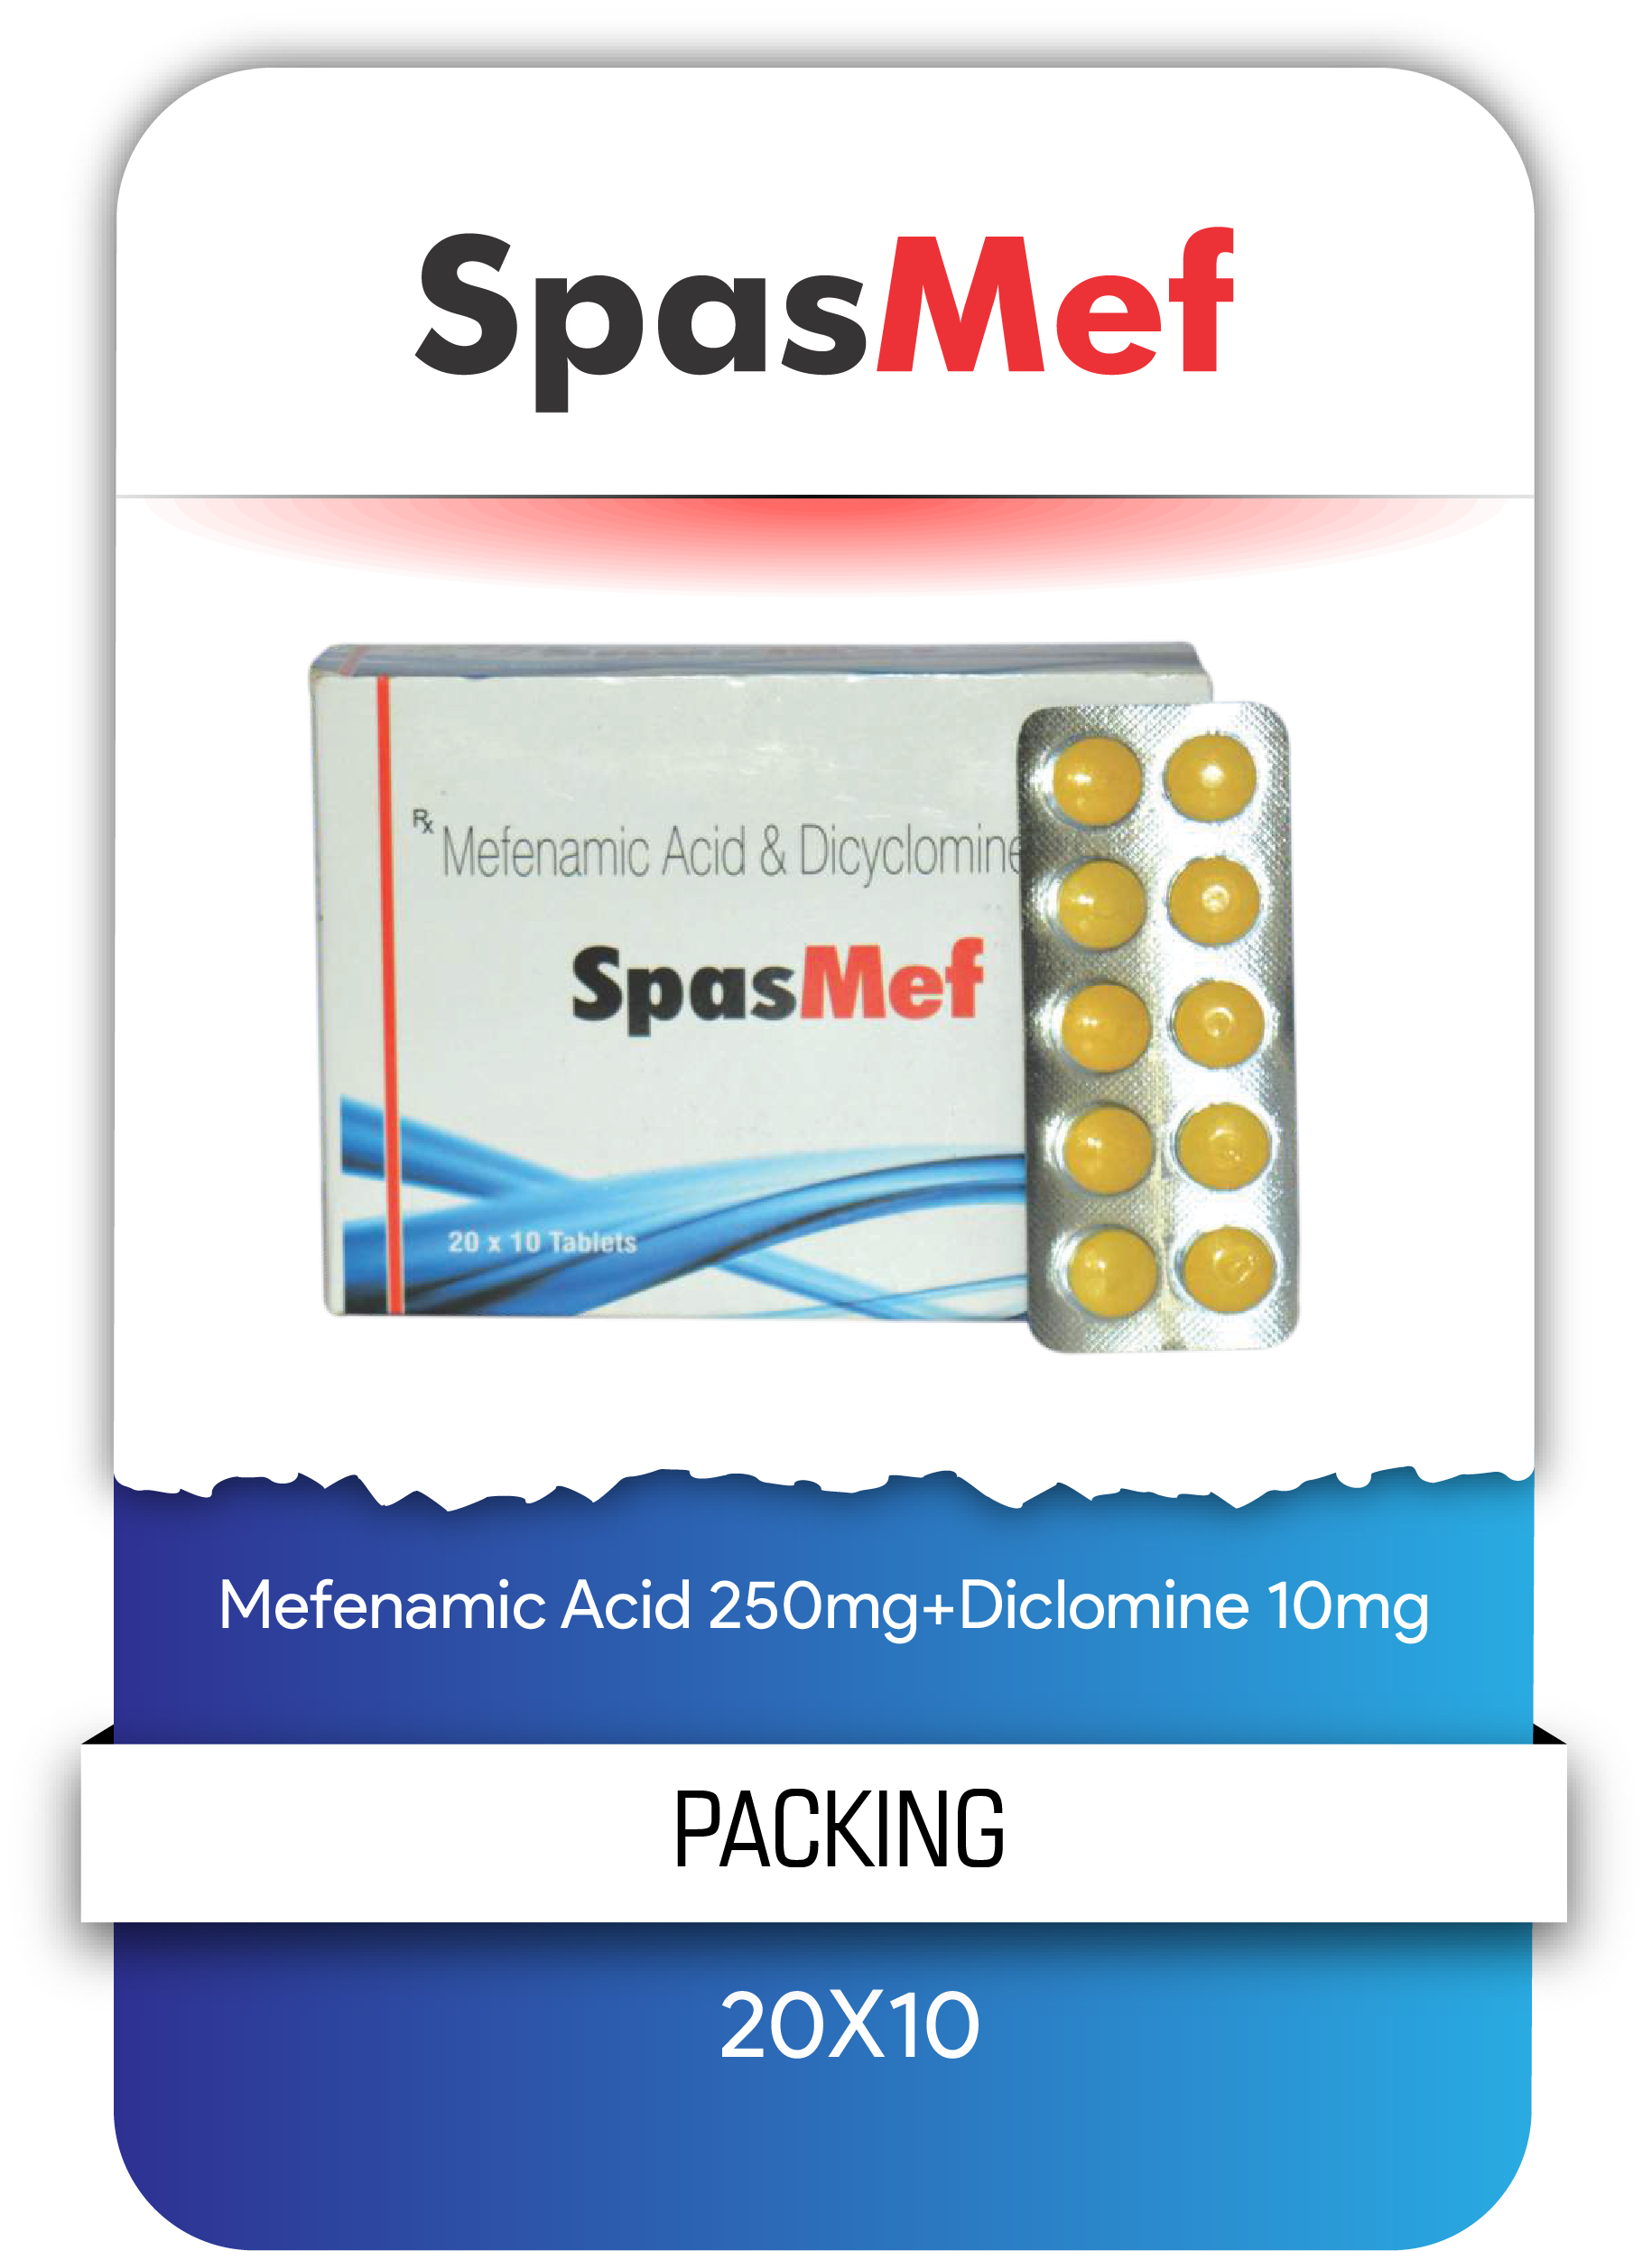 SpasMef
Rx Mefenamic Acid & Dicyclomine
SpasMef
20 x 10 Tablets
Mefenamic Acid 250mg+Diclomine 10mg
PACKING
20X10